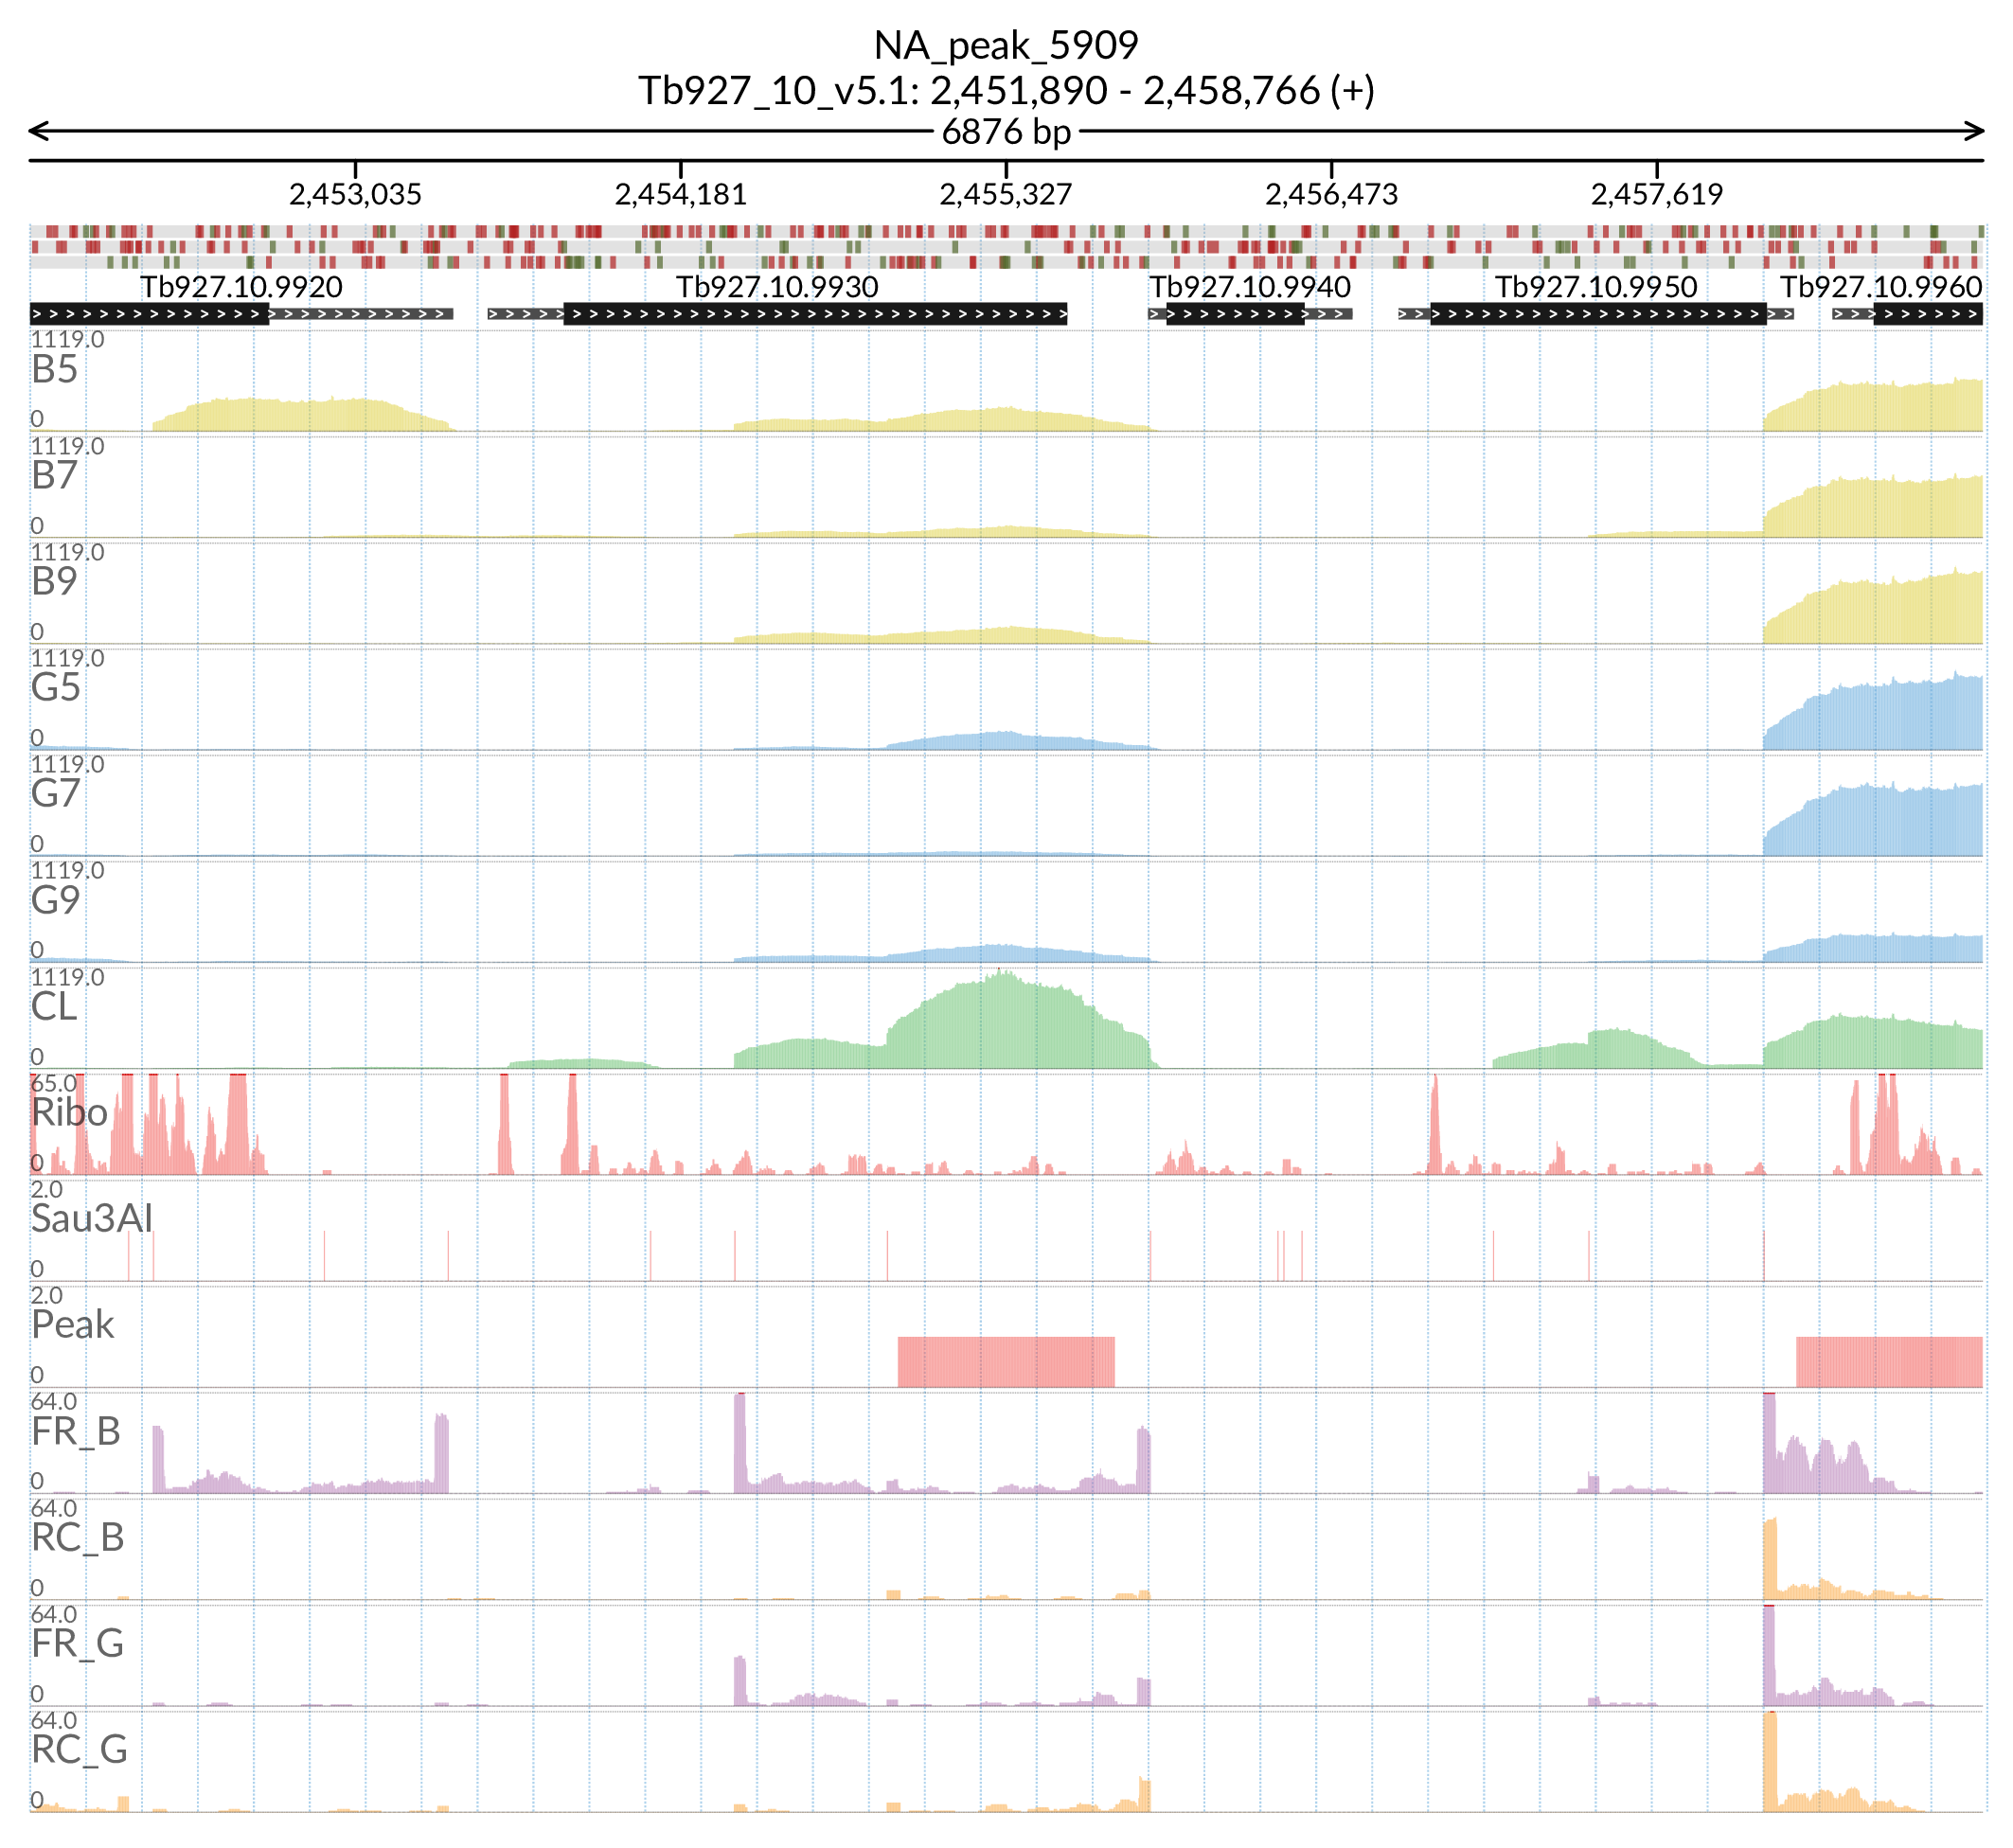 NA_peak_5909
Tb927_10_v5.1: 2,451,890 - 2,458,766 (+)
6876 bp
2,453,035 2,454,181 2,455,327 2,456,473 2,457,619
Tb927.10.9920 Tb927.10.9930 Tb927.10.9940 Tb927.10.9950 Tb927.10.9960
1119.0
B5
0
1119.0
B7
0
1119.0
B9
0
1119.0
G5
0
1119.0
G7
0
1119.0
G9
0
1119.0
CL
0
65.0
Ribo
0
2.0
Sau3AI
0
2.0
Peak
0
64.0
FR_B
0
64.0
RC_B
0
64.0
FR_G
0
64.0
RC_G
0